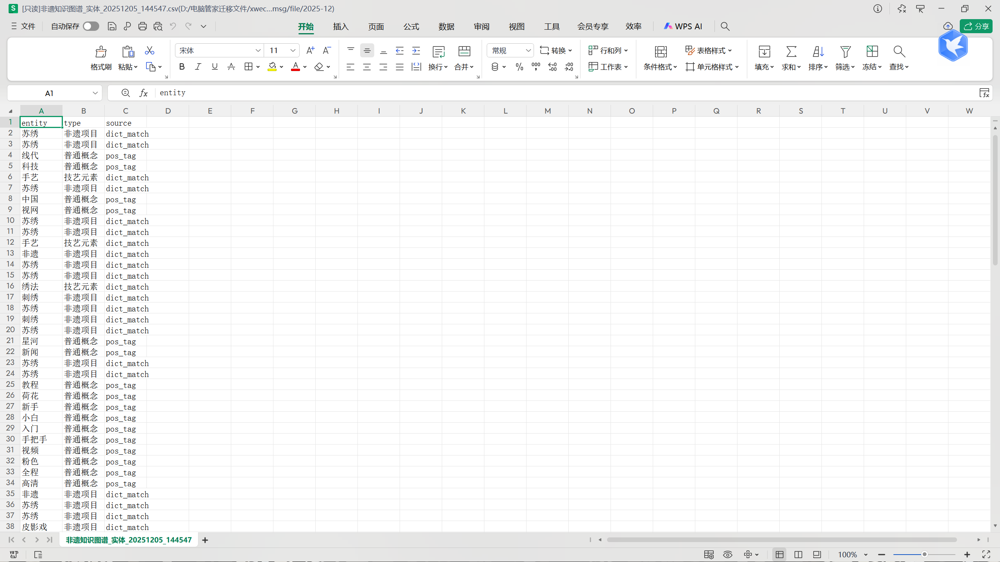 [只读]非遗知识图谱_实体_20251205_144547.csv(D:/电脑管家迁移文件/xwec...msg/file/2025-12)
文件 自动保存 开始 插入 页面 公式 数据 审阅 视图 工具 会员专享 效率 WPS AI 分享
宋体 11 常规 转换 行和列 表格样式
格式刷 粘贴 换行 合并 工作表 条件格式 单元格样式 填充 求和 排序 筛选 冻结 查找
A1 fx entity
A B C D E F G H I J K L M N O P Q R S T U V W
1 entity type source
2 苏绣 非遗项目 dict_match
3 苏绣 非遗项目 dict_match
4 线代 普通概念 pos_tag
5 科技 普通概念 pos_tag
6 手艺 技艺元素 dict_match
7 苏绣 非遗项目 dict_match
8 中国 普通概念 pos_tag
9 视网 普通概念 pos_tag
10 苏绣 非遗项目 dict_match
11 苏绣 非遗项目 dict_match
12 手艺 技艺元素 dict_match
13 非遗 非遗项目 dict_match
14 苏绣 非遗项目 dict_match
15 苏绣 非遗项目 dict_match
16 绣法 技艺元素 dict_match
17 刺绣 非遗项目 dict_match
18 苏绣 非遗项目 dict_match
19 刺绣 非遗项目 dict_match
20 苏绣 非遗项目 dict_match
21 星河 普通概念 pos_tag
22 新闻 普通概念 pos_tag
23 苏绣 非遗项目 dict_match
24 苏绣 非遗项目 dict_match
25 教程 普通概念 pos_tag
26 荷花 普通概念 pos_tag
27 新手 普通概念 pos_tag
28 小白 普通概念 pos_tag
29 入门 普通概念 pos_tag
30 手把手 普通概念 pos_tag
31 视频 普通概念 pos_tag
32 粉色 普通概念 pos_tag
33 全程 普通概念 pos_tag
34 高清 普通概念 pos_tag
35 非遗 非遗项目 dict_match
36 苏绣 非遗项目 dict_match
37 苏绣 非遗项目 dict_match
38 皮影戏 非遗项目 dict_match
非遗知识图谱_实体_20251205_144547
100%